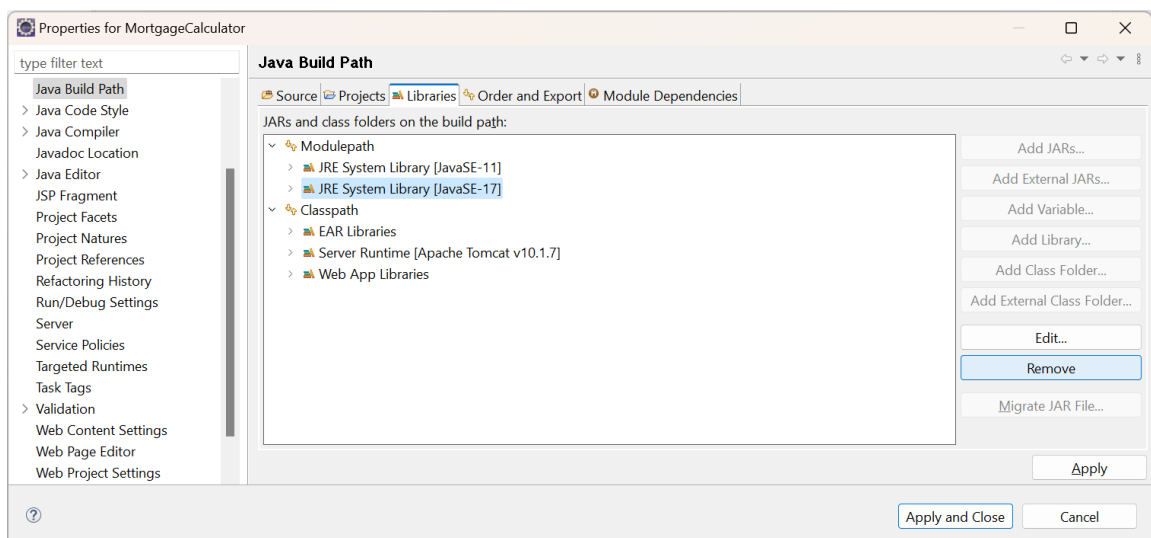 Properties for MortgageCalculator
type filter text
Java Build Path
Java Code Style
Java Compiler
Javadoc Location
Java Editor
JSP Fragment
Project Facets
Project Natures
Project References
Refactoring History
Run/Debug Settings
Server
Service Policies
Targeted Runtimes
Task Tags
Validation
Web Content Settings
Web Page Editor
Web Project Settings
Java Build Path
Source Projects Libraries Order and Export Module Dependencies
JARs and class folders on the build path:
Modulepath
JRE System Library [JavaSE-11]
JRE System Library [JavaSE-17]
Classpath
EAR Libraries
Server Runtime [Apache Tomcat v10.1.7]
Web App Libraries
Add JARs...
Add External JARs...
Add Variable...
Add Library...
Add Class Folder...
Add External Class Folder...
Edit...
Remove
Migrate JAR File...
Apply
Apply and Close Cancel